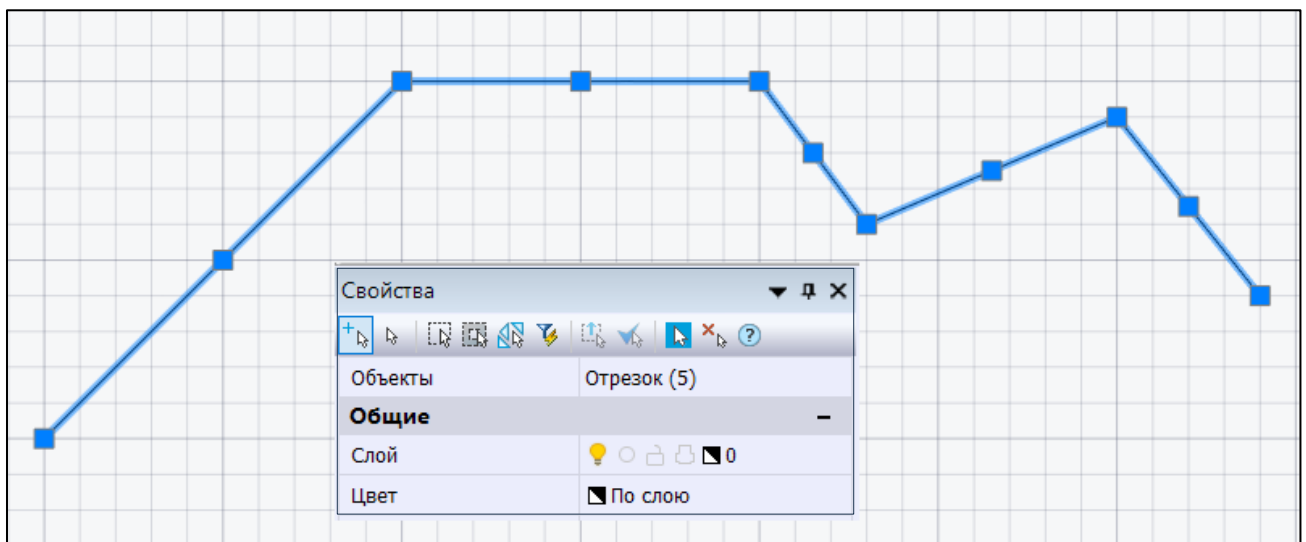 Свойства
Объекты Отрезок (5)
Общие
Слой 0
Цвет По слою